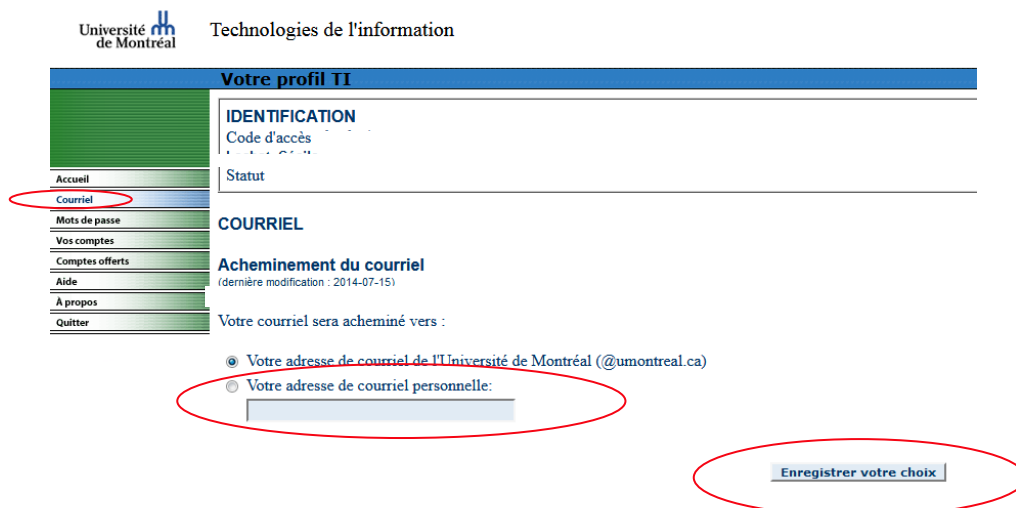 Université
de Montréal
Technologies de l'information
Votre profil TI
IDENTIFICATION
Code d'accès
Statut
Accueil
Courriel
Mots de passe
Vos comptes
Comptes offerts
Aide
À propos
Quitter
COURRIEL
Acheminement du courriel
(dernière modification : 2014-07-15)
Votre courriel sera acheminé vers :
Votre adresse de courriel de l'Université de Montréal (@umontreal.ca)
Votre adresse de courriel personnelle:
Enregistrer votre choix